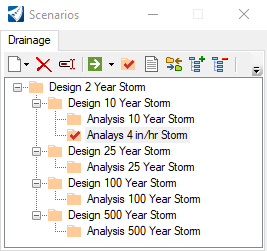 Scenarios
Drainage
Design 2 Year Storm
Design 10 Year Storm
Analysis 10 Year Storm
Analays 4 in/hr Storm
Design 25 Year Storm
Analysis 25 Year Storm
Design 100 Year Storm
Analysis 100 Year Storm
Design 500 Year Storm
Analysis 500 Year Storm